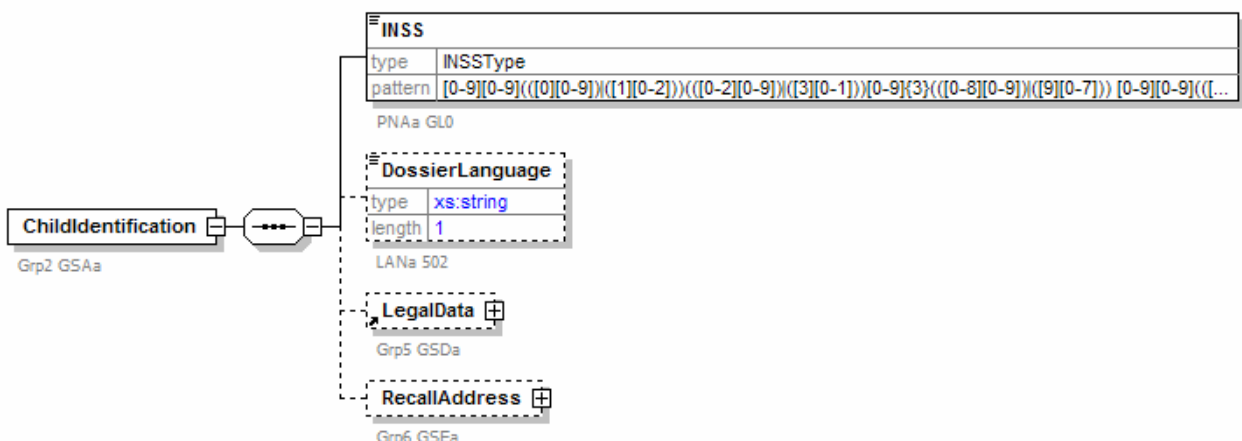 INSS
type INSSType
pattern [0-9][0-9](([0][0-9])|([1][0-2]))(([0-2][0-9])|([3][0-1]))[0-9]{3}(([0-8][0-9])|([9][0-7])) [0-9][0-9](([...
PNAa GL0
DossierLanguage
type xs:string
length 1
LANa 502
ChildIdentification
Grp2 GSAa
LegalData
Grp5 GSDa
RecallAddress
Grp6 GSEa